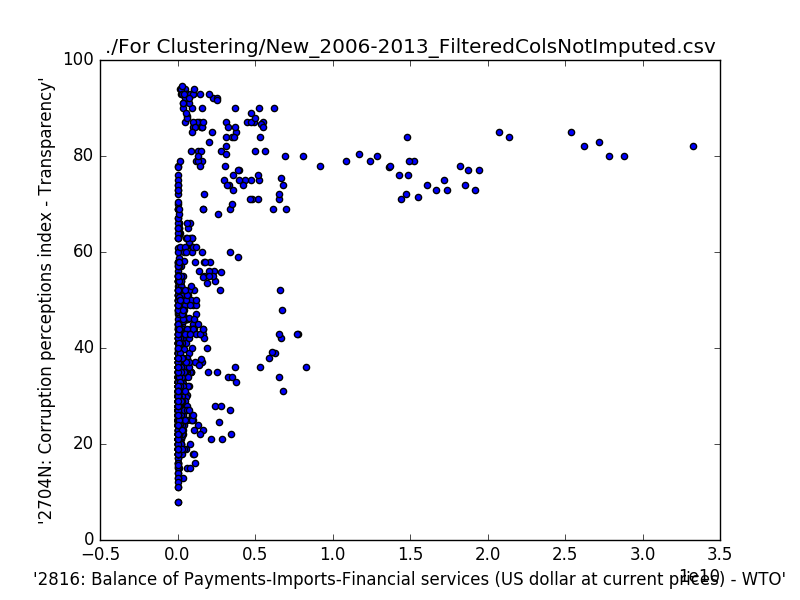 ./For Clustering/New_2006-2013_FilteredColsNotImputed.csv
100
80
60
40
20
0
'2704N: Corruption perceptions index - Transparency'
−0.5 0.0 0.5 1.0 1.5 2.0 2.5 3.0 3.5
1e10
'2816: Balance of Payments-Imports-Financial services (US dollar at current prices) - WTO'